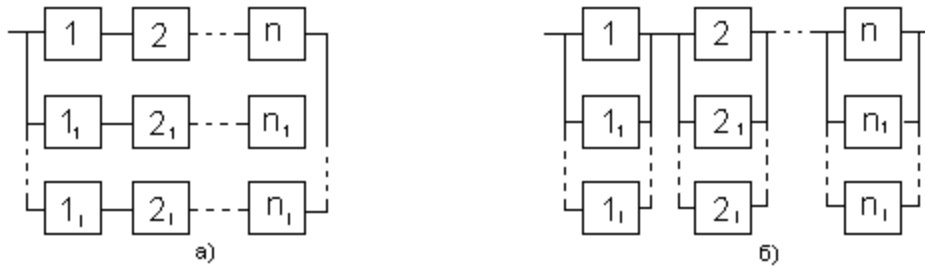 1 2 n 1 2 n
1₁ 2₁ n₁ 1₁ 2₁ n₁
1ₗ 2ₗ nₗ 1ₗ 2ₗ nₗ
а) б)